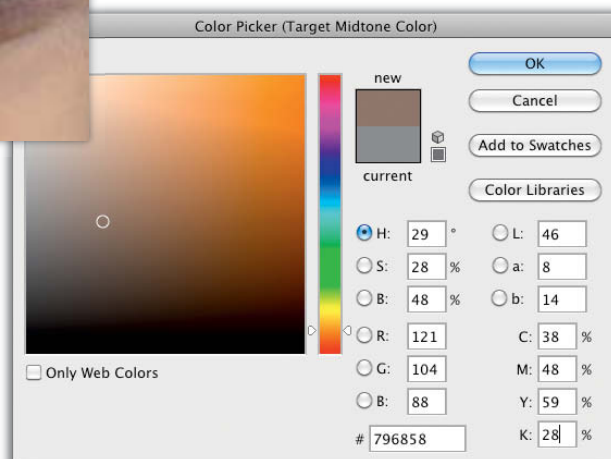 Color Picker (Target Midtone Color)
new
current
OK
Cancel
Add to Swatches
Color Libraries
H: 29 °
S: 28 %
B: 48 %
R: 121
G: 104
B: 88
# 796858
L: 46
a: 8
b: 14
C: 38 %
M: 48 %
Y: 59 %
K: 28 %
Only Web Colors